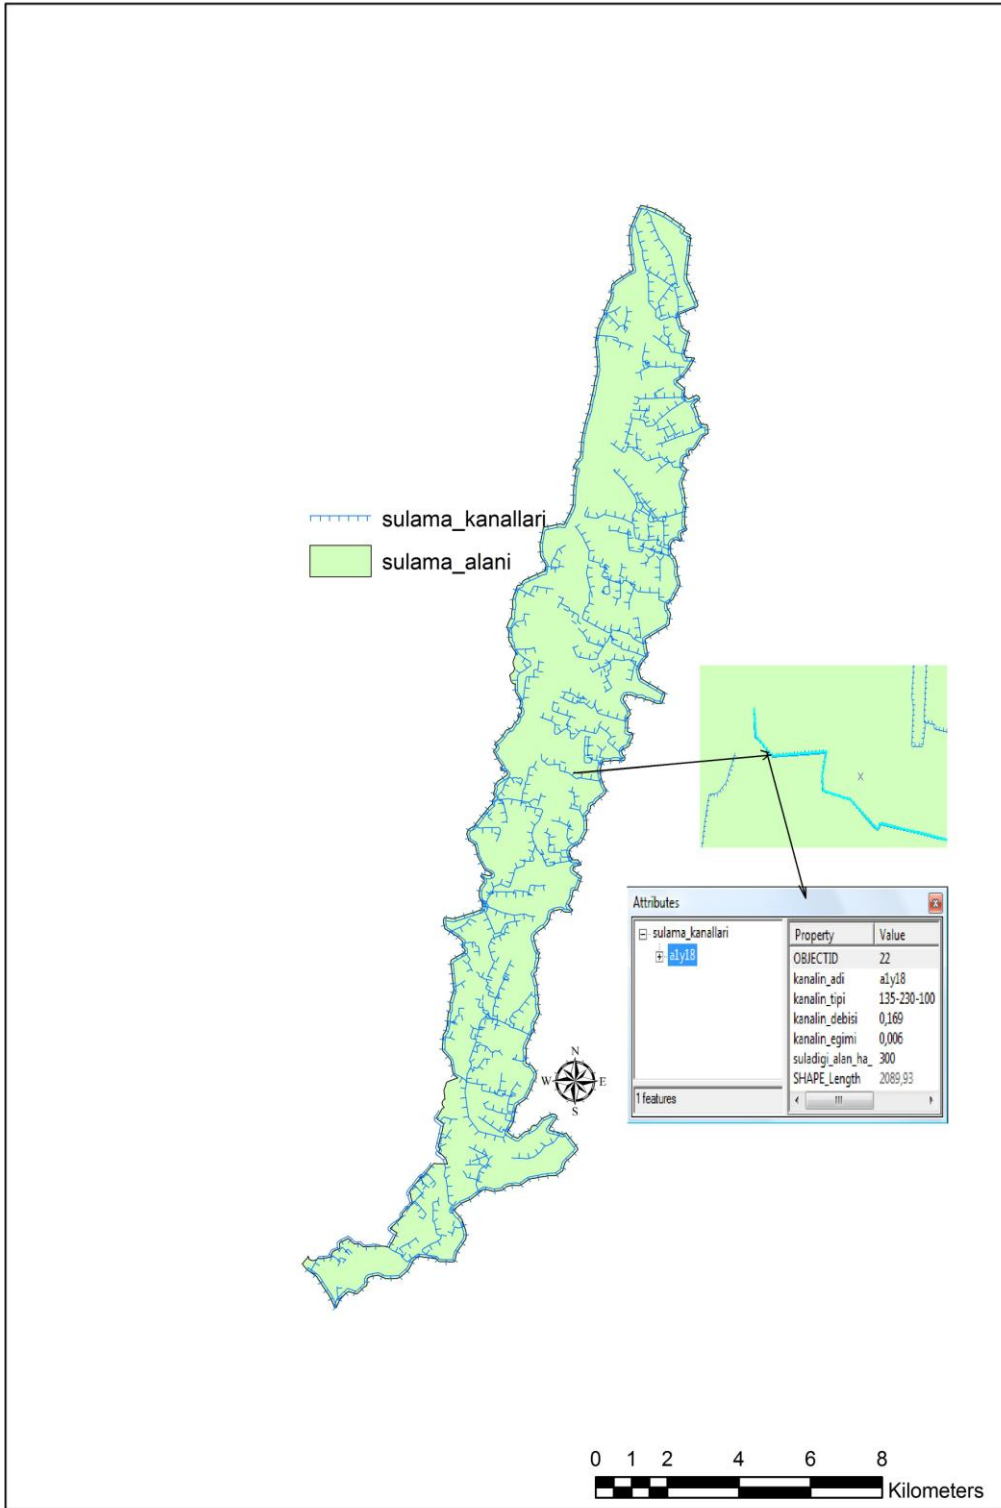 sulama_kanallari
sulama_alani
X
Attributes
sulama_kanallari
a1y18
1 features
Property Value
OBJECTID 22
kanalin_adi a1y18
kanalin_tipi 135-230-100
kanalin_debisi 0,169
kanalin_egimi 0,006
suladigi_alan_ha_ 300
SHAPE_Length 2089,93
N
W E
S
0 1 2 4 6 8
Kilometers